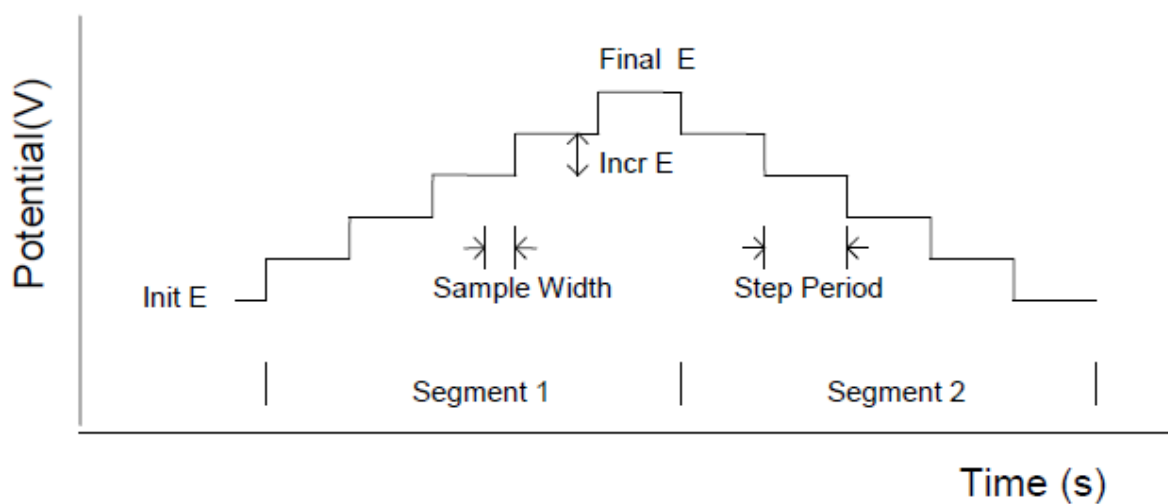 Potential(V)
Final E
Incr E
Init E
Sample Width
Step Period
Segment 1
Segment 2
Time (s)